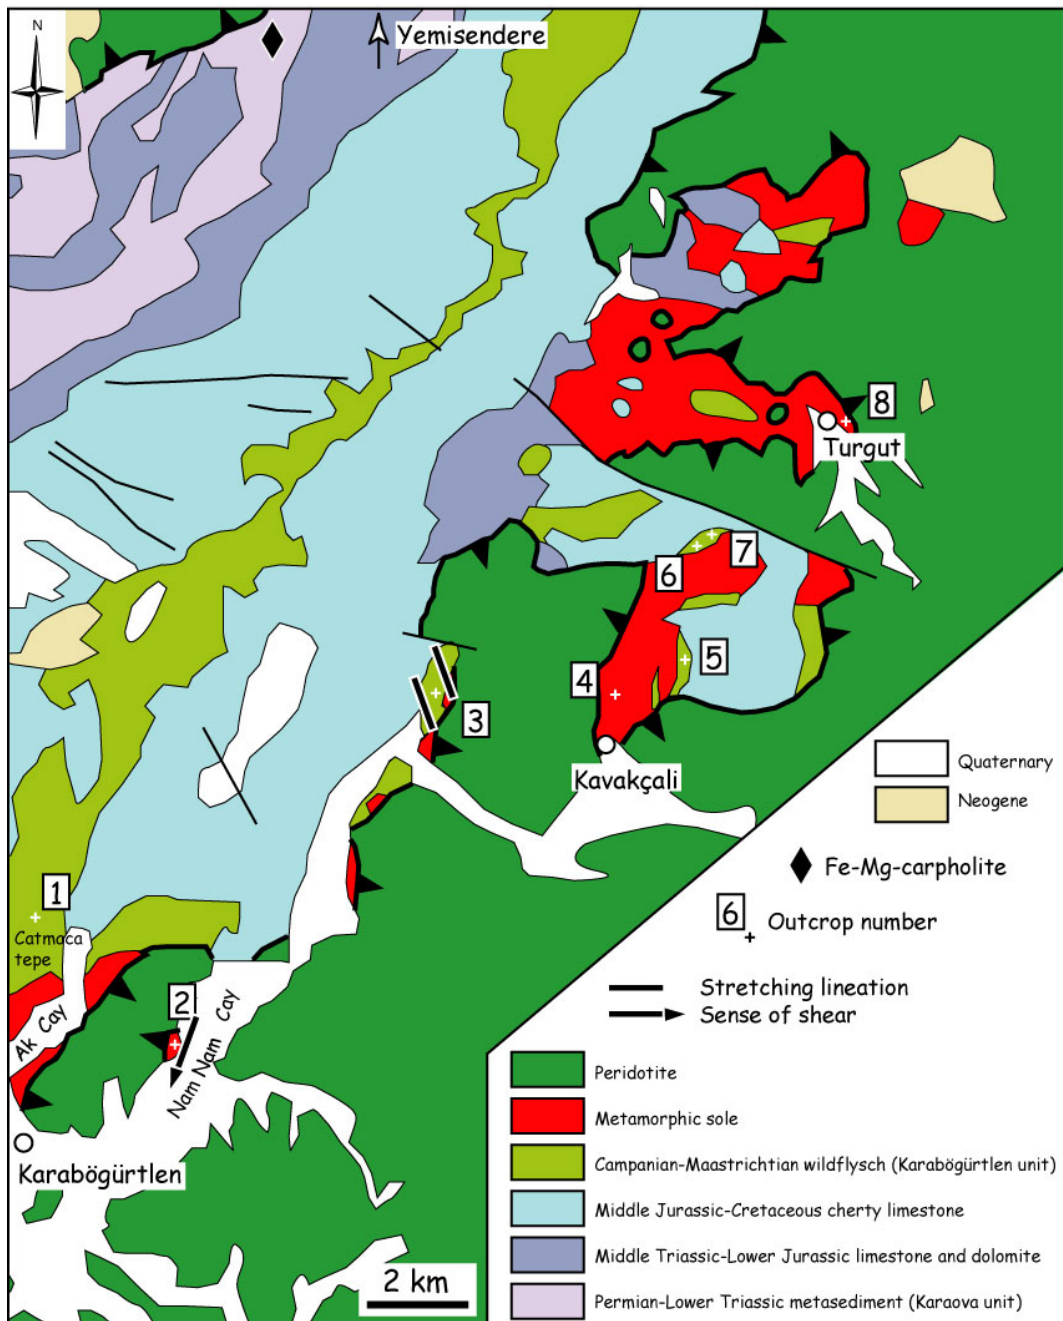 N
Yemisendere
8
Turgut
7
6
5
4
3
Kavakçali
1
Catmaca
tepe
2
Ak Cay
Nam Nam Cay
Karabögürtlen
2 km
Quaternary
Neogene
Fe-Mg-carpholite
6
Outcrop number
Stretching lineation
Sense of shear
Peridotite
Metamorphic sole
Campanian-Maastrichtian wildflysch (Karabögürtlen unit)
Middle Jurassic-Cretaceous cherty limestone
Middle Triassic-Lower Jurassic limestone and dolomite
Permian-Lower Triassic metasediment (Karaova unit)